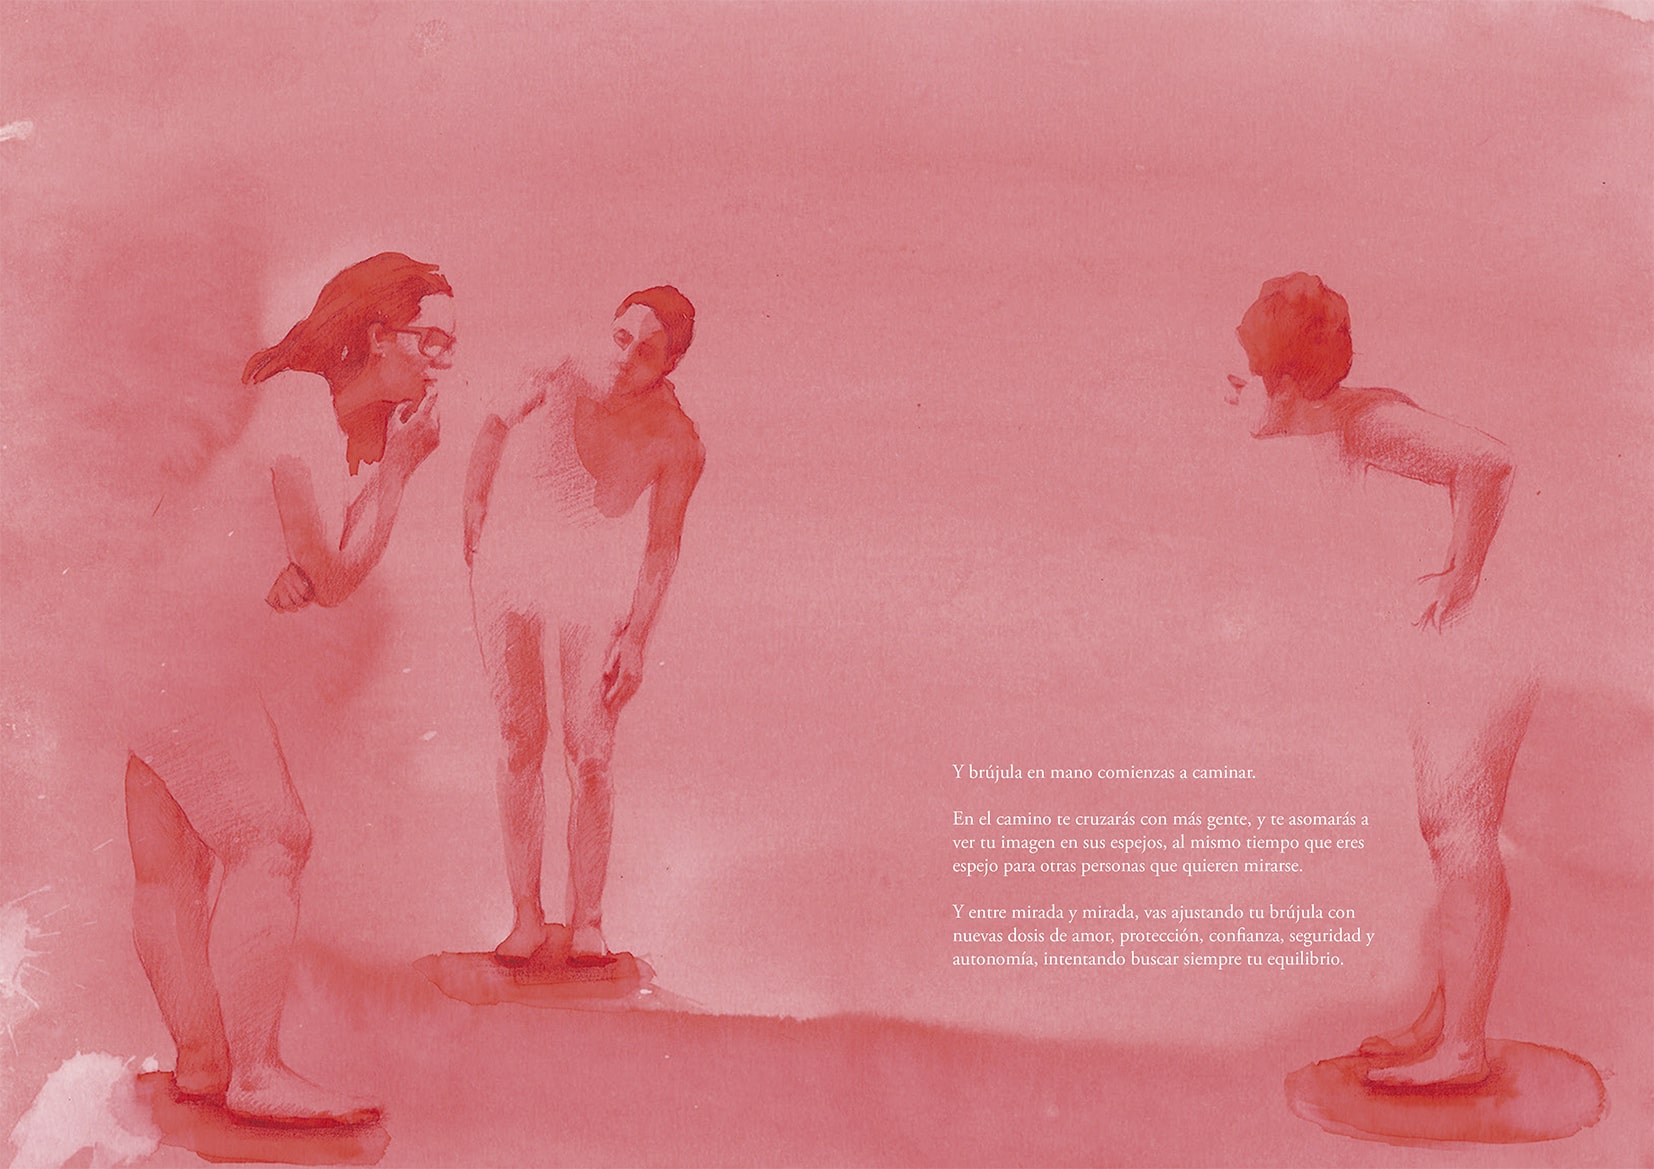 Y brújula en mano comienzas a caminar.
En el camino te cruzarás con más gente, y te asomarás a
ver tu imagen en sus espejos, al mismo tiempo que eres
espejo para otras personas que quieren mirarse.
Y entre mirada y mirada, vas ajustando tu brújula con
nuevas dosis de amor, protección, confianza, seguridad y
autonomía, intentando buscar siempre tu equilibrio.